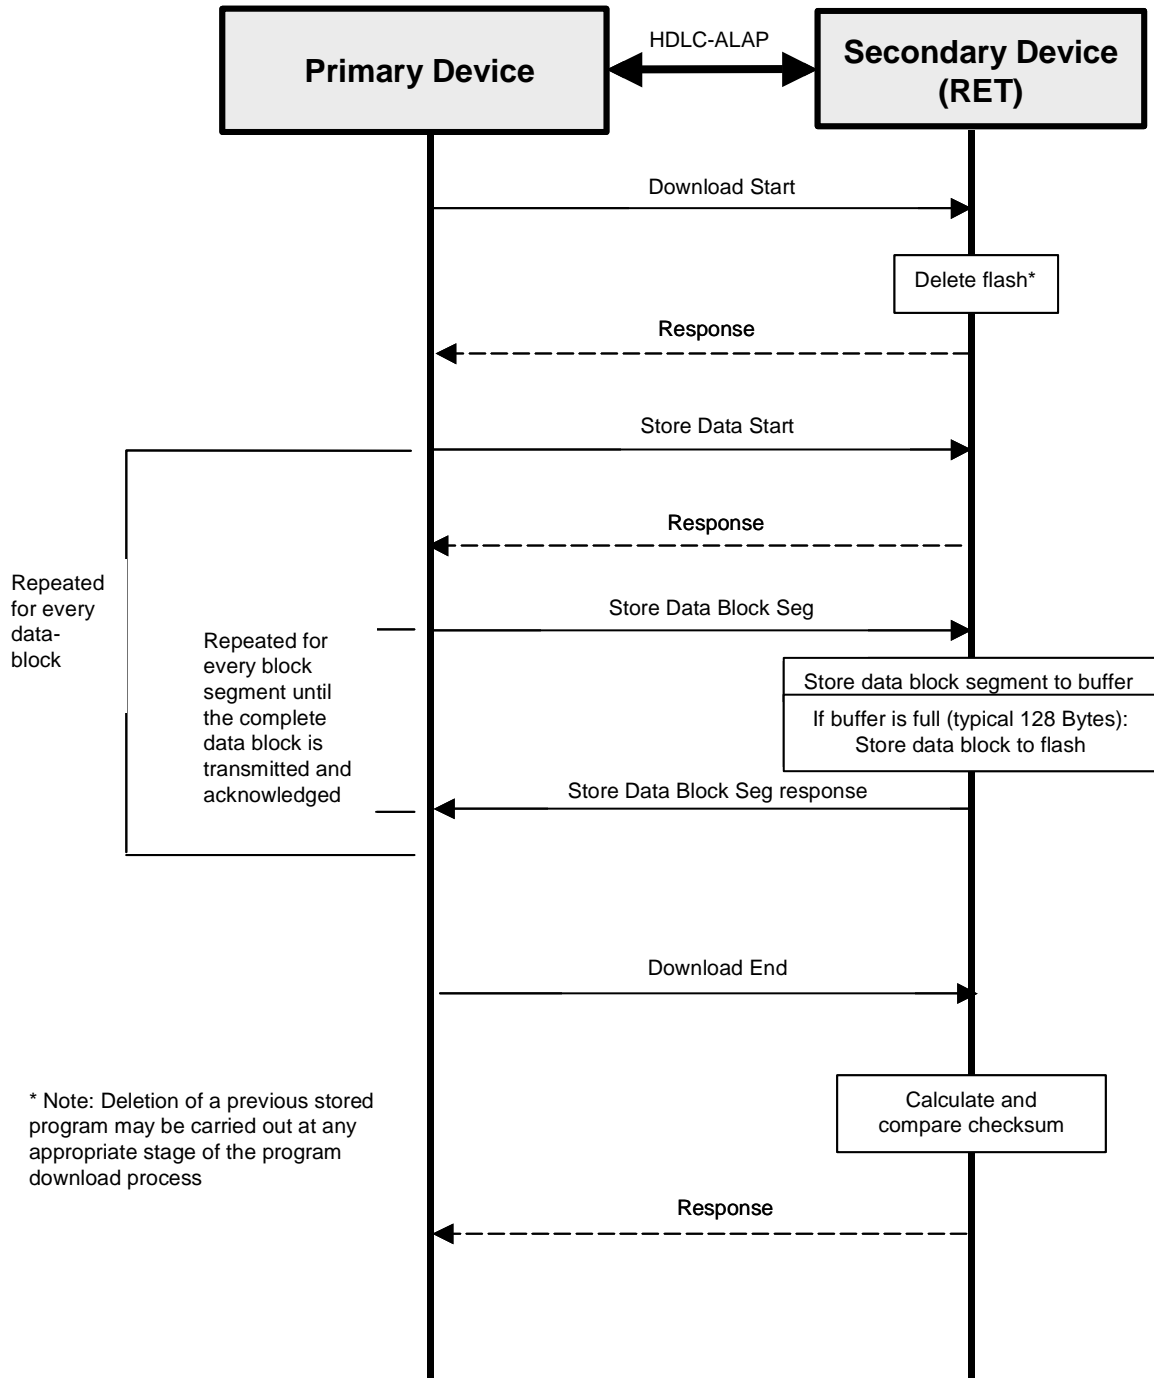 HDLC-ALAP
Primary Device
Secondary Device
(RET)
Download Start
Delete flash*
Response
Store Data Start
Response
Repeated
for every
data-
block
Store Data Block Seg
Repeated for
every block
segment until
the complete
data block is
transmitted and
acknowledged
Store data block segment to buffer
If buffer is full (typical 128 Bytes):
Store data block to flash
Store Data Block Seg response
Download End
* Note: Deletion of a previous stored
program may be carried out at any
appropriate stage of the program
download process
Calculate and
compare checksum
Response